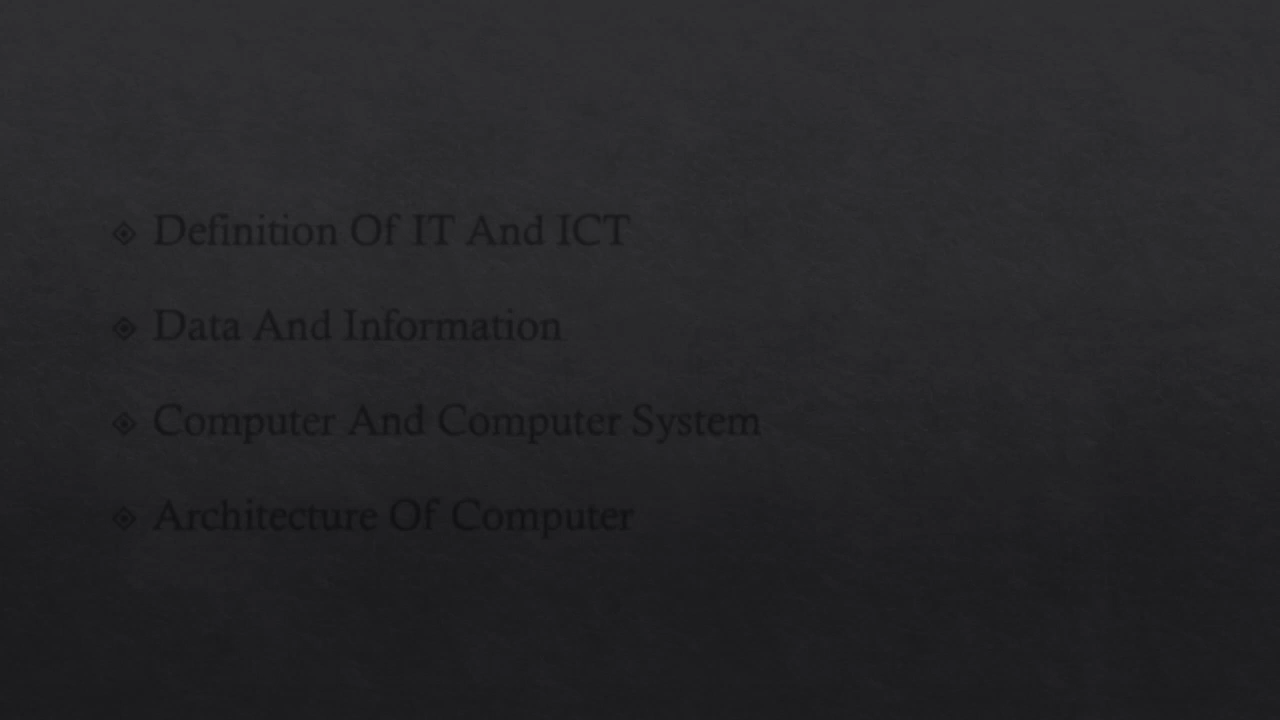 Definition Of IT And ICT
Data And Information
Computer And Computer System
Architecture Of Computer